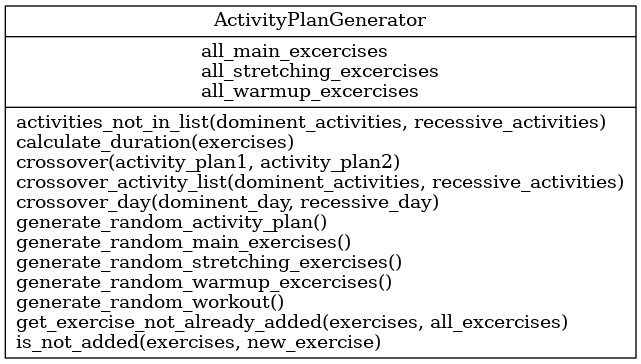 ActivityPlanGenerator
all_main_excercises
all_stretching_excercises
all_warmup_excercises
activities_not_in_list(dominent_activities, recessive_activities)
calculate_duration(exercises)
crossover(activity_plan1, activity_plan2)
crossover_activity_list(dominent_activities, recessive_activities)
crossover_day(dominent_day, recessive_day)
generate_random_activity_plan()
generate_random_main_exercises()
generate_random_stretching_exercises()
generate_random_warmup_excercises()
generate_random_workout()
get_exercise_not_already_added(exercises, all_excercises)
is_not_added(exercises, new_exercise)